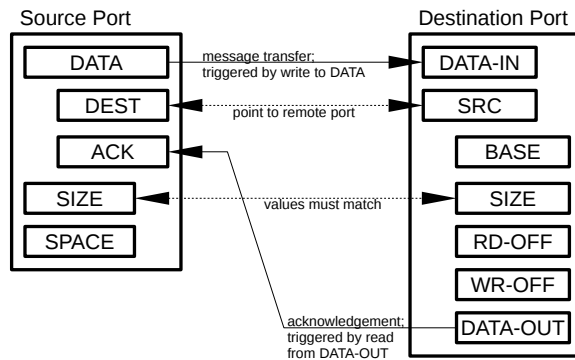 Source Port
Destination Port
DATA
message transfer;
triggered by write to DATA
DATA-IN
DEST
point to remote port
SRC
ACK
BASE
SIZE
values must match
SIZE
SPACE
RD-OFF
WR-OFF
acknowledgement;
triggered by read
from DATA-OUT
DATA-OUT